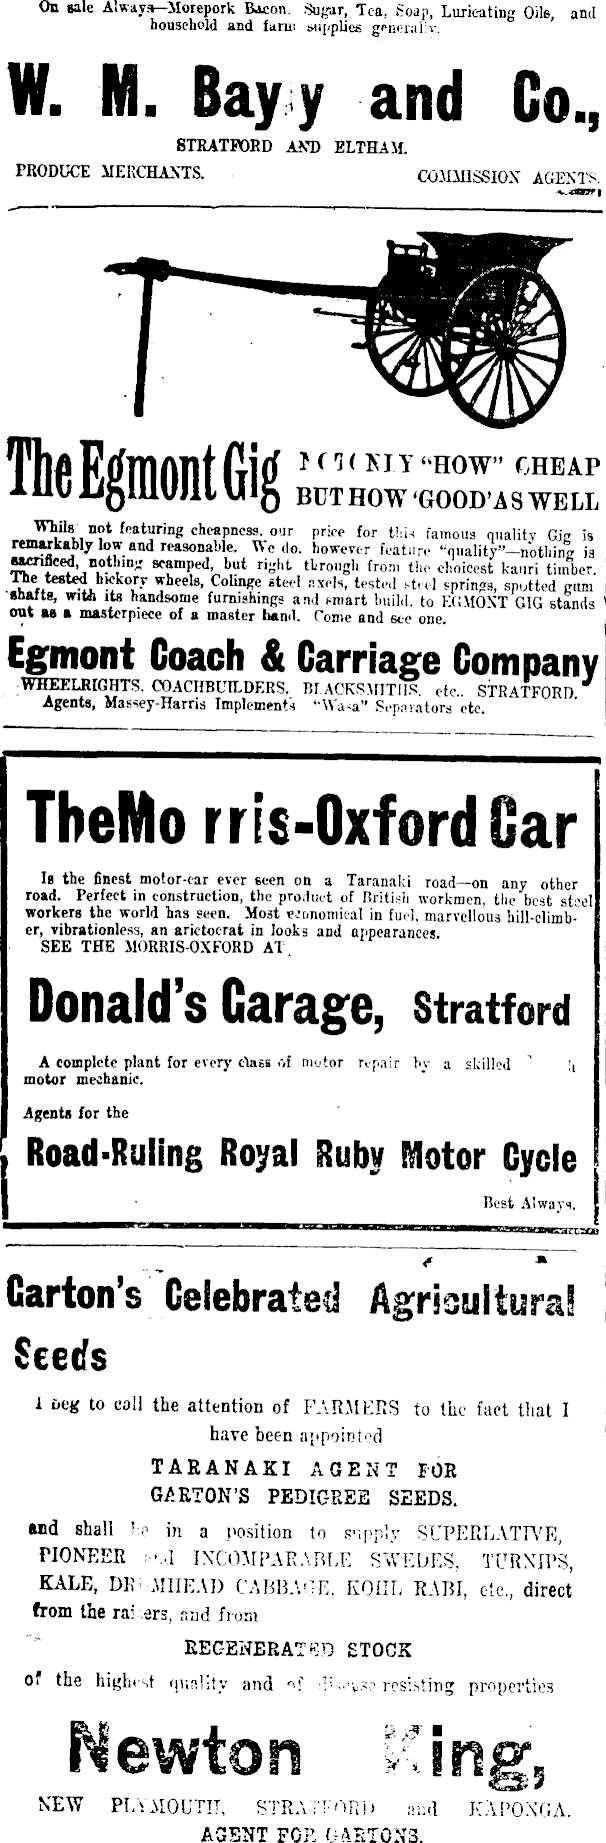 On sale Always—Morepork Bacon. Sugar, Tea, Soap, Luricating Oils, and
household and farm supplies generally.
W. M. Bayly and Co.,
STRATFORD AND ELTHAM.
PRODUCE MERCHANTS. COMMISSION AGENTS.
The Egmont Gig
"HOW" CHEAP
BUT HOW 'GOOD' AS WELL
Whils not featuring cheapness, our price for this famous quality Gig is
remarkably low and reasonable. We do. however feature "quality"—nothing is
sacrificed, nothing scamped, but right through from the choicest kauri timber.
The tested hickory wheels, Colinge steel axels, tested steel springs, spotted gum
shafts, with its handsome furnishings and smart build. to EGMONT GIG stands
out as a masterpiece of a master hand. Come and see one.
Egmont Coach & Carriage Company
WHEELRIGHTS, COACHBUILDERS, BLACKSMITHS, etc., STRATFORD.
Agents, Massey-Harris Implements "Wasa" Separators etc.
The Morris-Oxford Car
Is the finest motor-car ever seen on a Taranaki road—on any other
road. Perfect in construction, the product of British workmen, the best steel
workers the world has seen. Most economical in fuel, marvellous hill-climb-
er, vibrationless, an arictocrat in looks and appearances.
SEE THE MORRIS-OXFORD AT.
Donald's Garage, Stratford
A complete plant for every class of motor repair by a skilled
motor mechanic.
Agents for the
Road-Ruling Royal Ruby Motor Cycle
Best Always.
Garton's Celebrated Agricultural
Seeds
I beg to call the attention of FARMERS to the fact that I
have been appointed
TARANAKI AGENT FOR
GARTON'S PEDIGREE SEEDS.
and shall be in a position to supply SUPERLATIVE,
PIONEER and INCOMPARABLE SWEDES, TURNIPS,
KALE, DRUMHEAD CABBAGE, KOHL RABI, etc., direct
from the raisers, and from
REGENERATED STOCK
of the highest quality and of disease resisting properties
Newton King,
NEW PLYMOUTH, STRATFORD and KAPONGA.
AGENT FOR GARTONS.